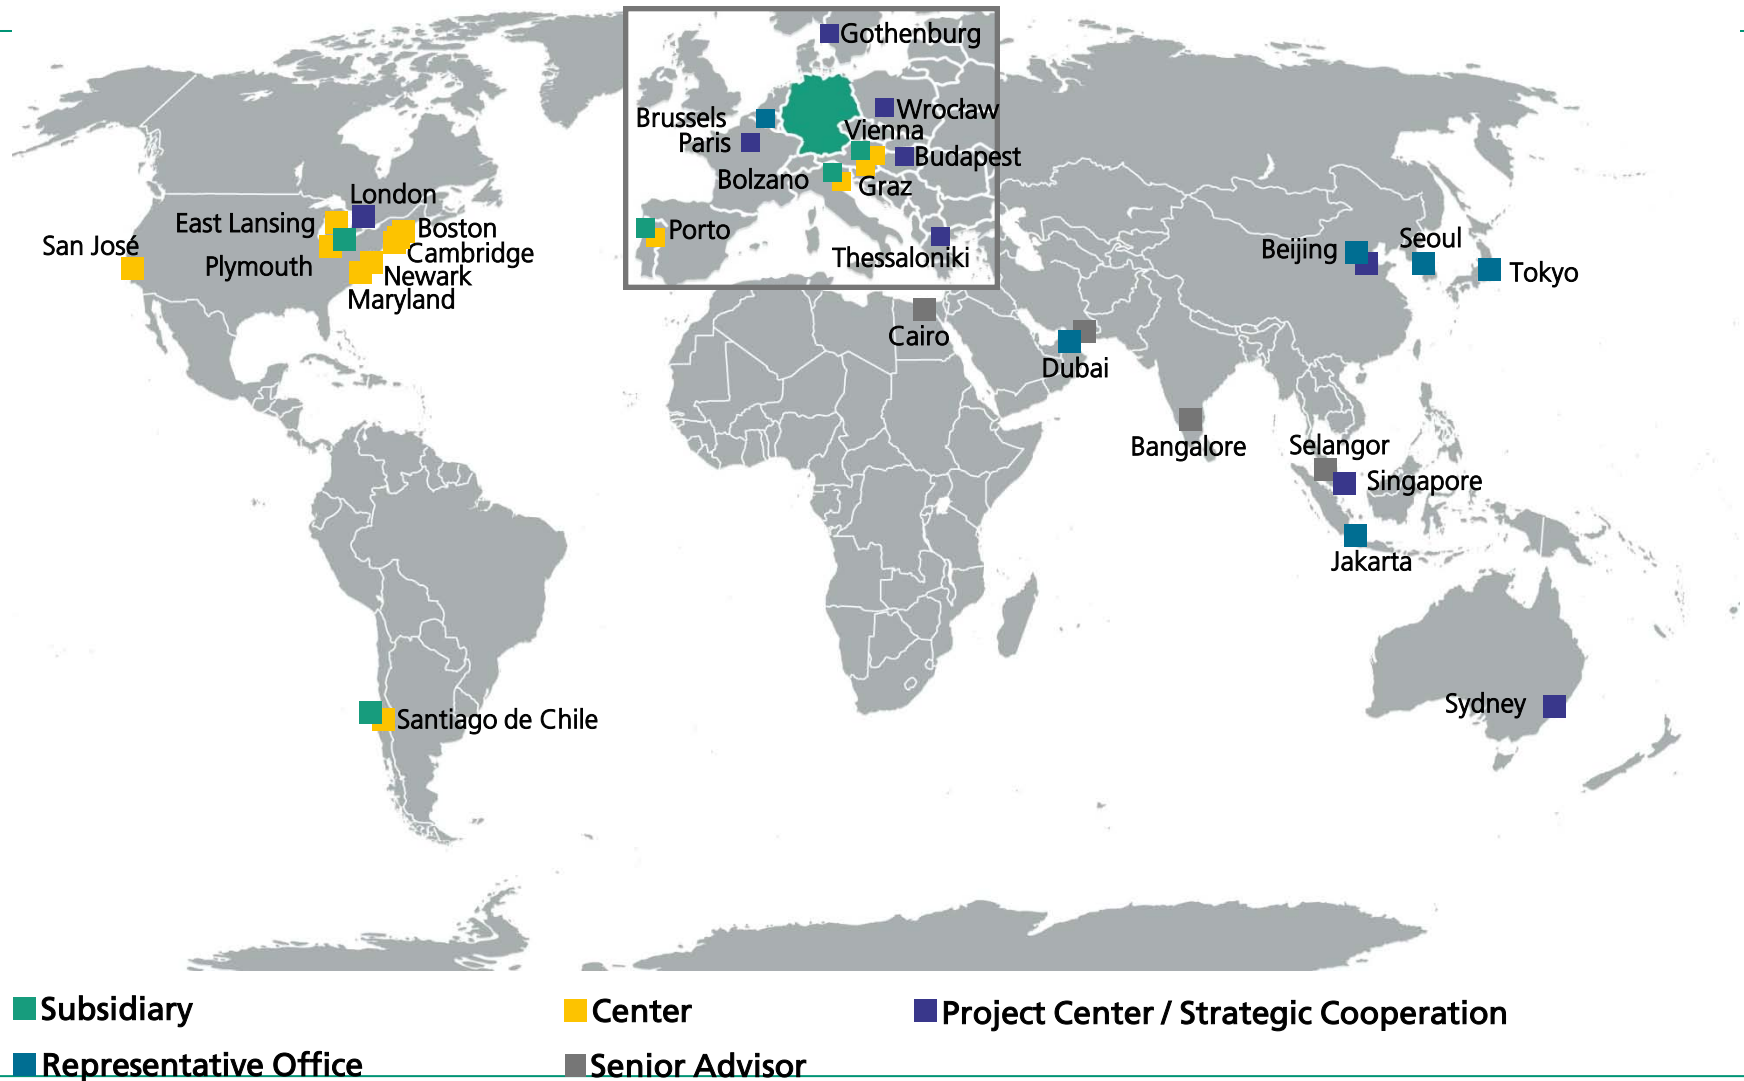 Gothenburg
Brussels
Wrocław
Paris
Vienna
Budapest
Bolzano
Graz
Porto
Thessaloniki
London
East Lansing
Boston
San José
Cambridge
Plymouth
Newark
Maryland
Beijing
Seoul
Tokyo
Cairo
Dubai
Bangalore
Selangor
Singapore
Jakarta
Santiago de Chile
Sydney
Subsidiary
Center
Project Center / Strategic Cooperation
Representative Office
Senior Advisor